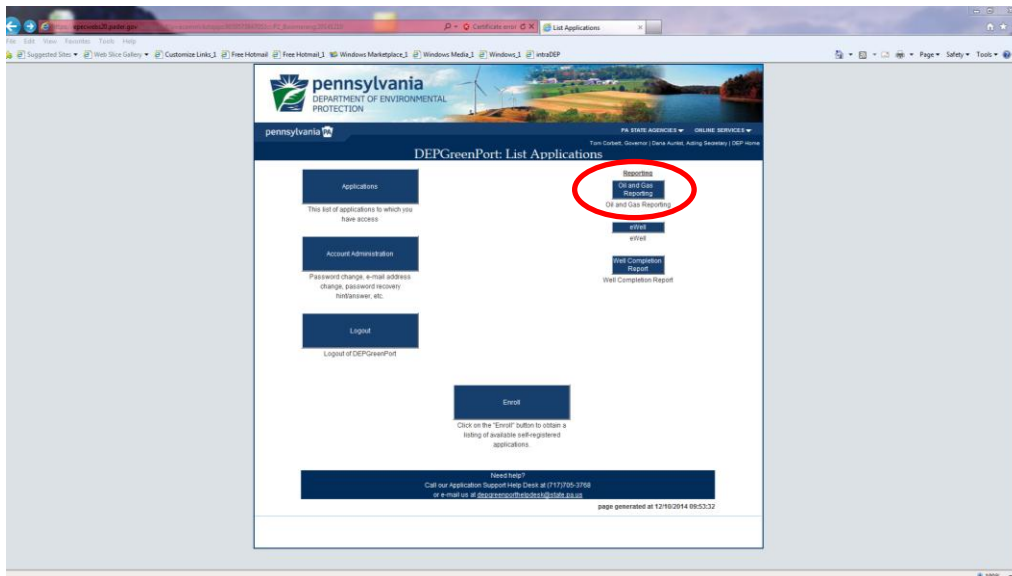 Certificate error
List Applications
File Edit View Favorites Tools Help
Suggested Sites
Web Slice Gallery
Customize Links_1
Free Hotmail
Free Hotmail_1
Windows Marketplace_1
Windows Media_1
Windows_1
intraDEP
Page
Safety
Tools
pennsylvania
DEPARTMENT OF ENVIRONMENTAL
PROTECTION
pennsylvania PA
PA STATE AGENCIES
ONLINE SERVICES
Tom Corbett, Governor | Dana Aunkst, Acting Secretary | DEP Home
DEPGreenPort: List Applications
Applications
This list of applications to which you
have access
Account Administration
Password change, e-mail address
change, password recovery
hint/answer, etc.
Logout
Logout of DEPGreenPort
Reporting
Oil and Gas
Reporting
Oil and Gas Reporting
eWell
eWell
Well Completion
Report
Well Completion Report
Enroll
Click on the "Enroll" button to obtain a
listing of available self-registered
applications.
Need help?
Call our Application Support Help Desk at (717)705-3768
or e-mail us at depgreenporthelpdesk@state.pa.us
page generated at 12/10/2014 09:53:32